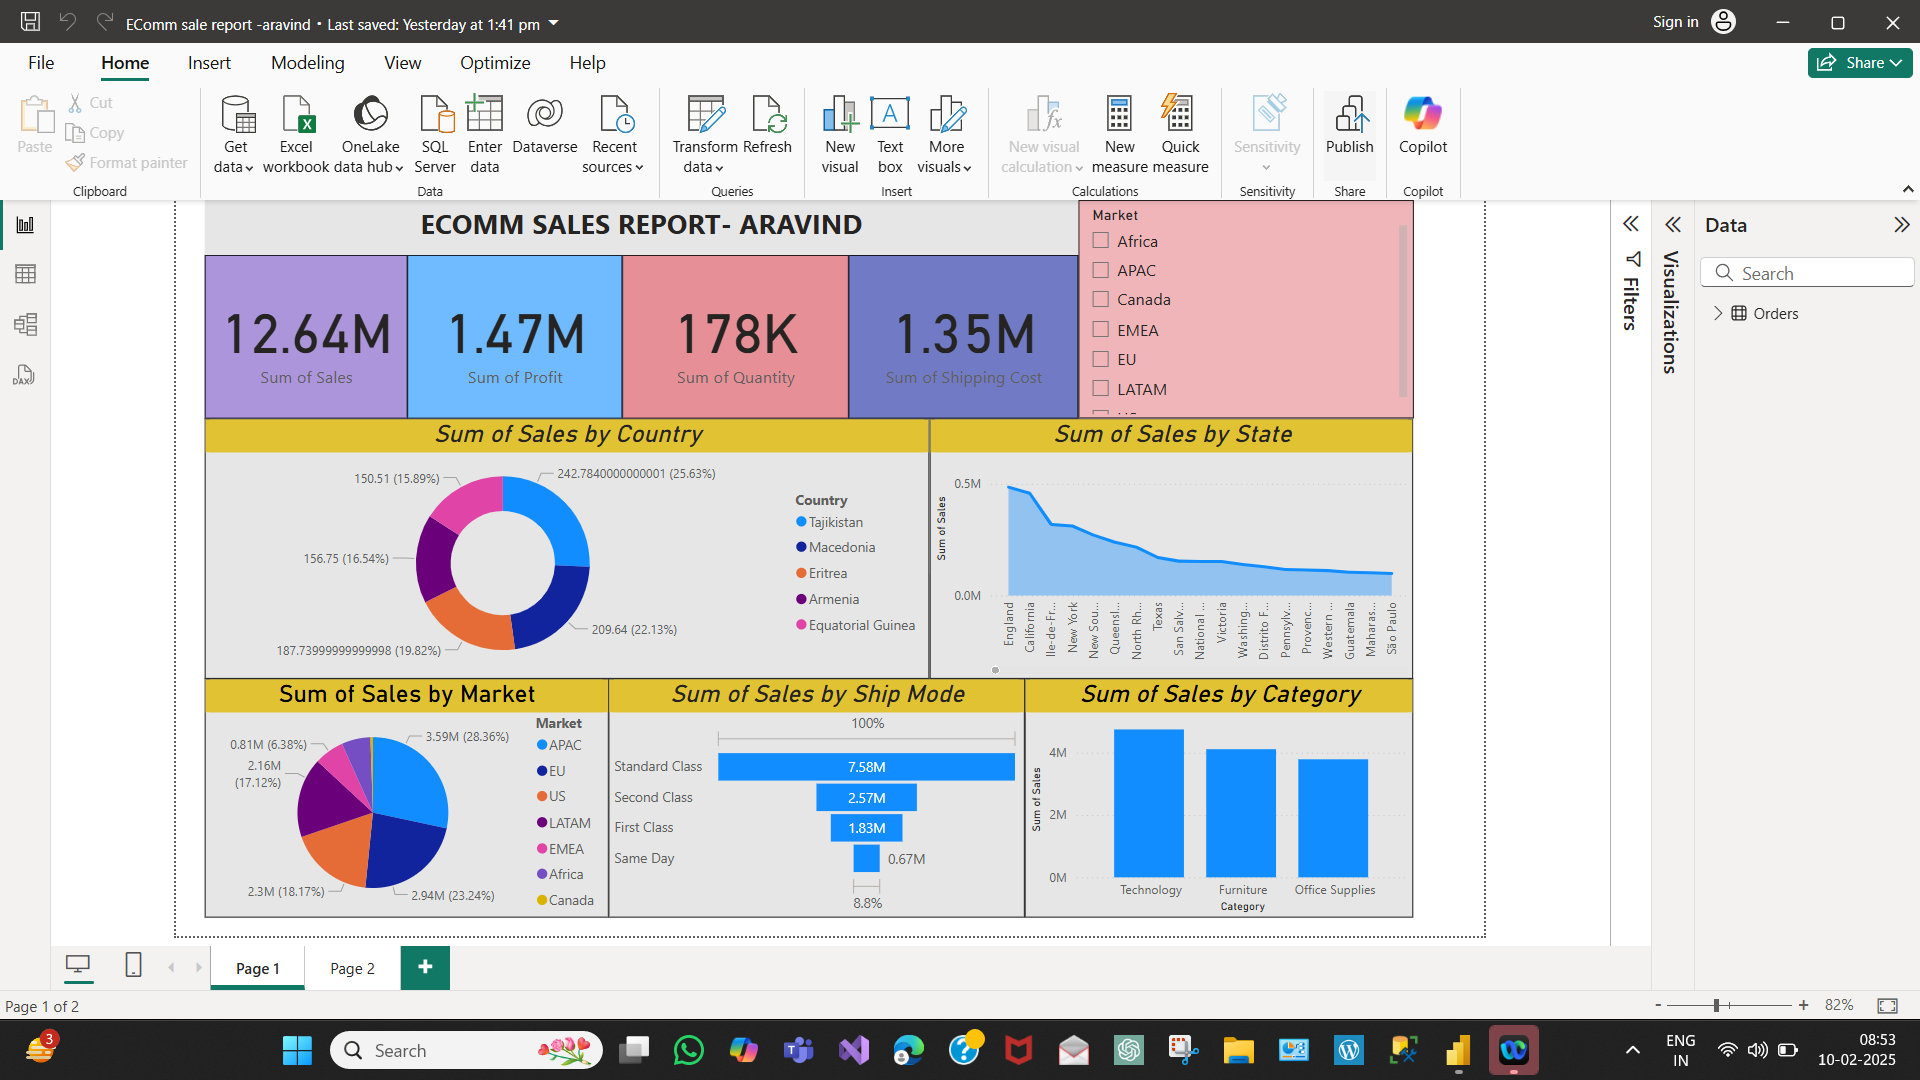 EComm sale report -aravind • Last saved: Yesterday at 1:41 pm
Sign in
File Home Insert Modeling View Optimize Help
Share
Paste
Cut
Copy
Format painter
Clipboard
Get data
Excel workbook
OneLake data hub
SQL Server
Enter data
Dataverse
Recent sources
Data
Transform data
Refresh
Queries
New visual
Text box
More visuals
Insert
New visual calculation
New measure
Quick measure
Calculations
Sensitivity
Sensitivity
Publish
Share
Copilot
Copilot
ECOMM SALES REPORT- ARAVIND
12.64M
Sum of Sales
1.47M
Sum of Profit
178K
Sum of Quantity
1.35M
Sum of Shipping Cost
Market
Africa
APAC
Canada
EMEA
EU
LATAM
Sum of Sales by Country
150.51 (15.89%)
242.7840000000001 (25.63%)
156.75 (16.54%)
209.64 (22.13%)
187.73999999999998 (19.82%)
Country
Tajikistan
Macedonia
Eritrea
Armenia
Equatorial Guinea
Sum of Sales by State
Sum of Sales
0.5M
0.0M
England
California
Ile-de-Fr...
New York
New Sou...
Queensl...
North Rh...
Texas
San Salv...
National ...
Victoria
Washing...
Distrito F...
Pennsylv...
Provenc...
Western ...
Guatemala
Maharas...
São Paulo
Sum of Sales by Market
0.81M (6.38%)
3.59M (28.36%)
2.16M
(17.12%)
2.3M (18.17%)
2.94M (23.24%)
Market
APAC
EU
US
LATAM
EMEA
Africa
Canada
Sum of Sales by Ship Mode
100%
Standard Class 7.58M
Second Class 2.57M
First Class 1.83M
Same Day 0.67M
8.8%
Sum of Sales by Category
Sum of Sales
4M
2M
0M
Technology Furniture Office Supplies
Category
Filters
Visualizations
Data
Search
Orders
DAX
Page 1 Page 2 +
Page 1 of 2
- + 82%
3
Search
ENG
IN
08:53
10-02-2025